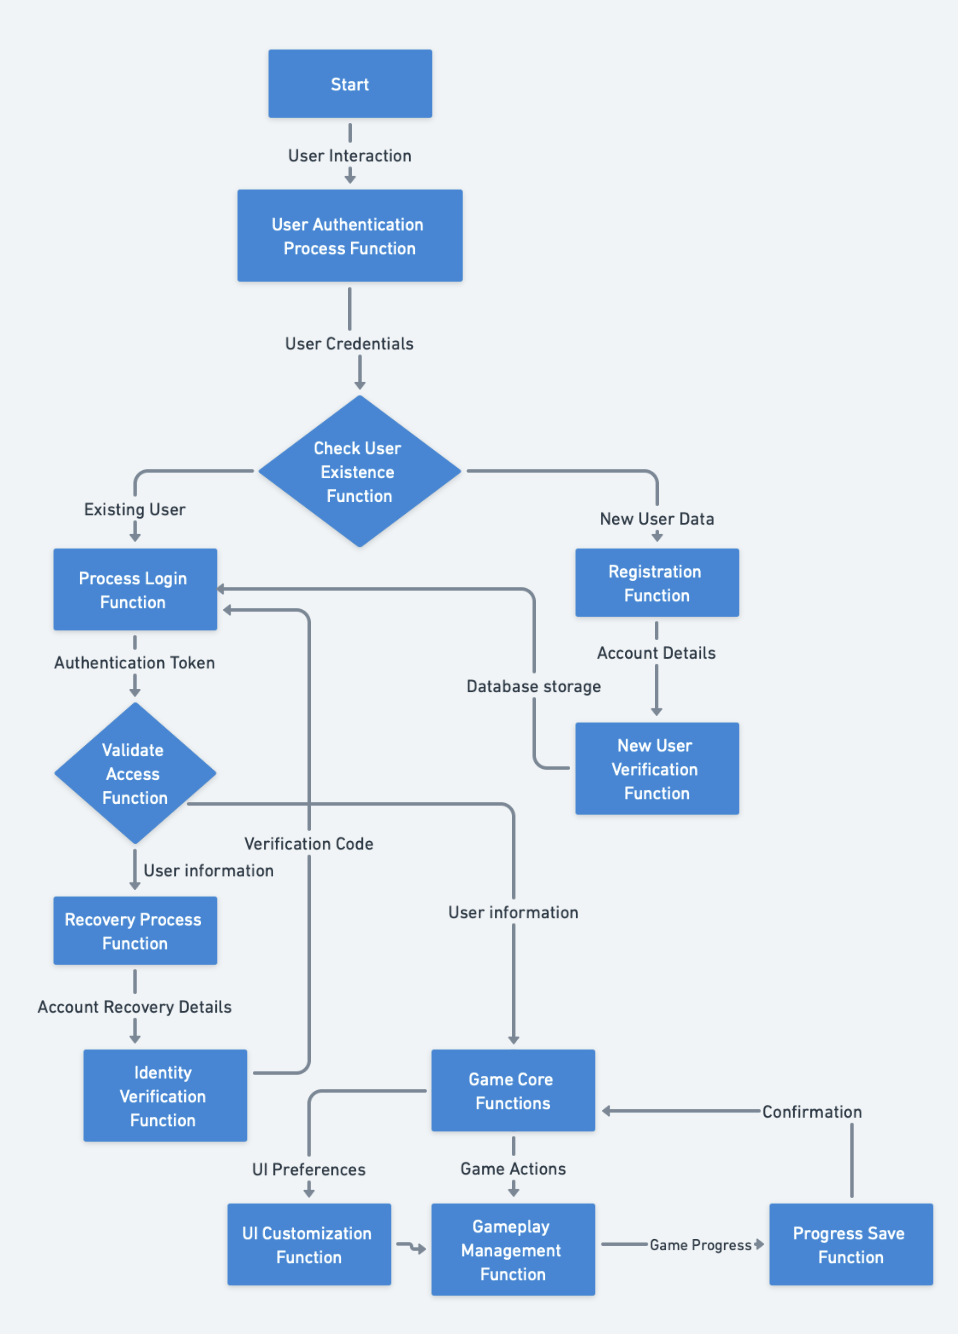 Start
User Interaction
User Authentication
Process Function
User Credentials
Check User
Existence
Function
Existing User
New User Data
Process Login
Function
Registration
Function
Authentication Token
Account Details
Database storage
Validate
Access
Function
New User
Verification
Function
Verification Code
User information
User information
Recovery Process
Function
Account Recovery Details
Identity
Verification
Function
Game Core
Functions
Confirmation
UI Preferences
Game Actions
UI Customization
Function
Gameplay
Management
Function
Game Progress
Progress Save
Function